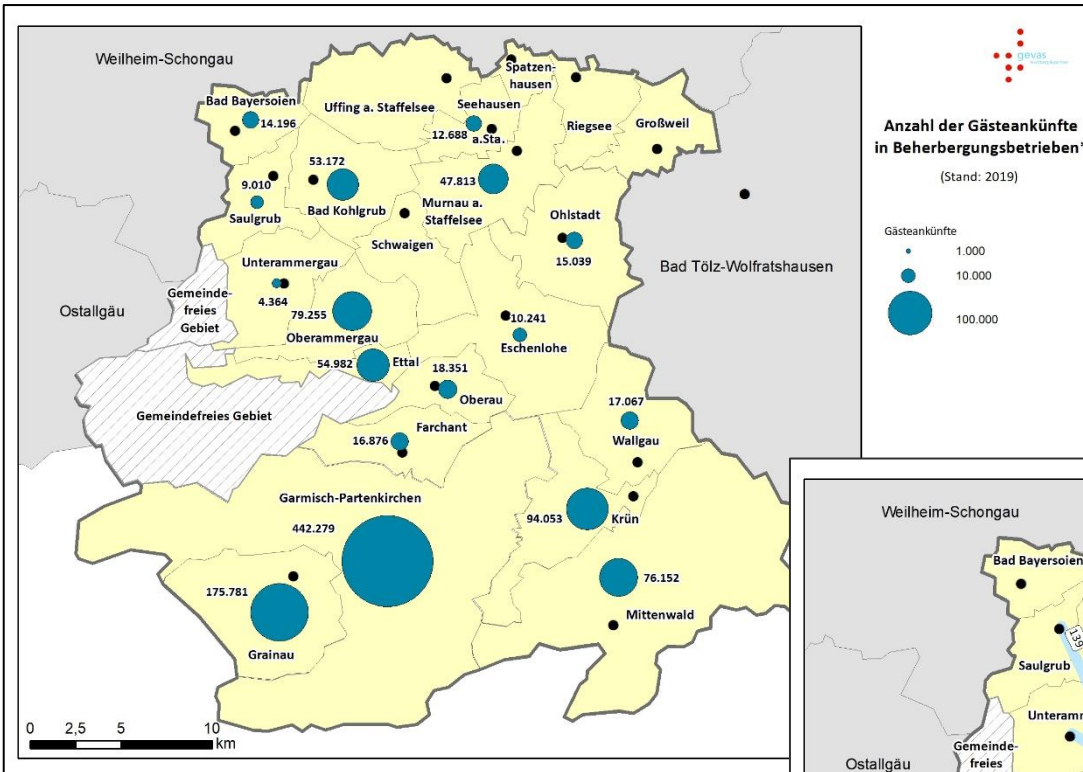 Weilheim-Schongau
Spatzen-
hausen
gevas
Bad Bayersoien
14.196
Uffing a. Staffelsee
Seehausen
a.Sta.
12.688
Riegsee
Großweil
Anzahl der Gästeankünfte
in Beherbergungsbetrieben*
(Stand: 2019)
53.172
Bad Kohlgrub
47.813
Murnau a.
Staffelsee
9.010
Saulgrub
Schwaigen
Ohlstadt
15.039
Gästeankünfte
1.000
10.000
100.000
Bad Tölz-Wolfratshausen
Unterammergau
4.364
Gemeinde-
freies
Gebiet
Ostallgäu
79.255
Oberammergau
10.241
Eschenlohe
54.982
Ettal
18.351
Oberau
Gemeindefreies Gebiet
Farchant
16.876
17.067
Wallgau
Garmisch-Partenkirchen
442.279
94.053
Krün
175.781
Grainau
76.152
Mittenwald
0
2,5
5
10
km
Weilheim-Schongau
Bad Bayersoien
139
Saulgrub
Unteramm
Gemeinde-
freies
Ostallgäu